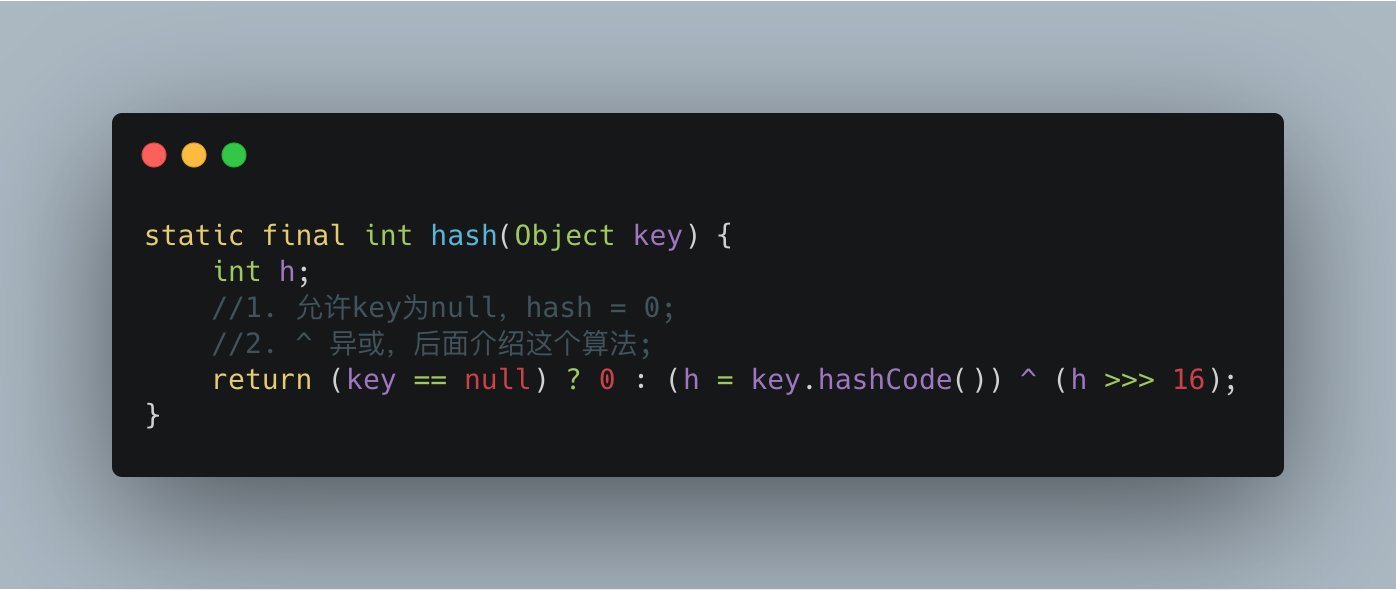 static final int hash(Object key) {
    int h;
    //1. 允许key为null，hash = 0;
    //2. ^ 异或，后面介绍这个算法;
    return (key == null) ? 0 : (h = key.hashCode()) ^ (h >>> 16);
}